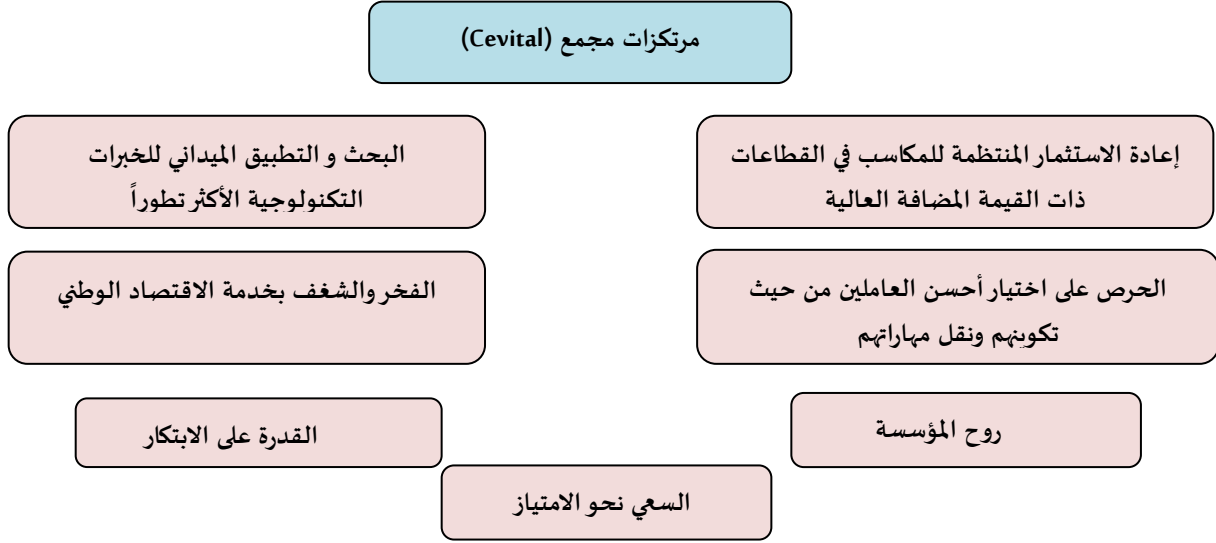 مرتكزات مجمع (Cevital)
إعادة الاستثمار المنتظمة للمكاسب في القطاعات
ذات القيمة المضافة العالية
البحث و التطبيق الميداني للخبرات
التكنولوجية الأكثر تطوراً
الحرص على اختيار أحسن العاملين من حيث
تكوينهم ونقل مهاراتهم
الفخر والشغف بخدمة الاقتصاد الوطني
روح المؤسسة
القدرة على الابتكار
السعي نحو الامتياز